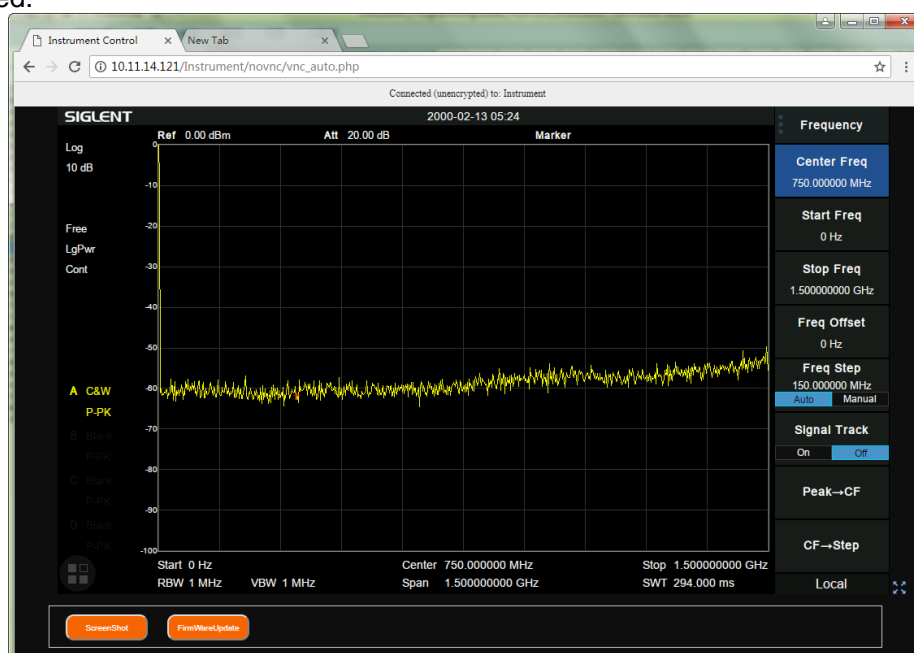 ed.
Instrument Control
New Tab
10.11.14.121/Instrument/novnc/vnc_auto.php
Connected (unencrypted) to: Instrument
SIGLENT 2000-02-13 05:24
Ref 0.00 dBm Att 20.00 dB Marker
Log
10 dB
Free
LgPwr
Cont
A C&W
P-PK
B Blank
P-PK
C Blank
P-PK
D Blank
P-PK
0
-10
-20
-30
-40
-50
-60
-70
-80
-90
-100
Start 0 Hz Center 750.000000 MHz Stop 1.500000000 GHz
RBW 1 MHz VBW 1 MHz Span 1.500000000 GHz SWT 294.000 ms
Frequency
Center Freq
750.000000 MHz
Start Freq
0 Hz
Stop Freq
1.500000000 GHz
Freq Offset
0 Hz
Freq Step
150.000000 MHz
Auto Manual
Signal Track
On Off
Peak→CF
CF→Step
Local
ScreenShot FirmWareUpdate